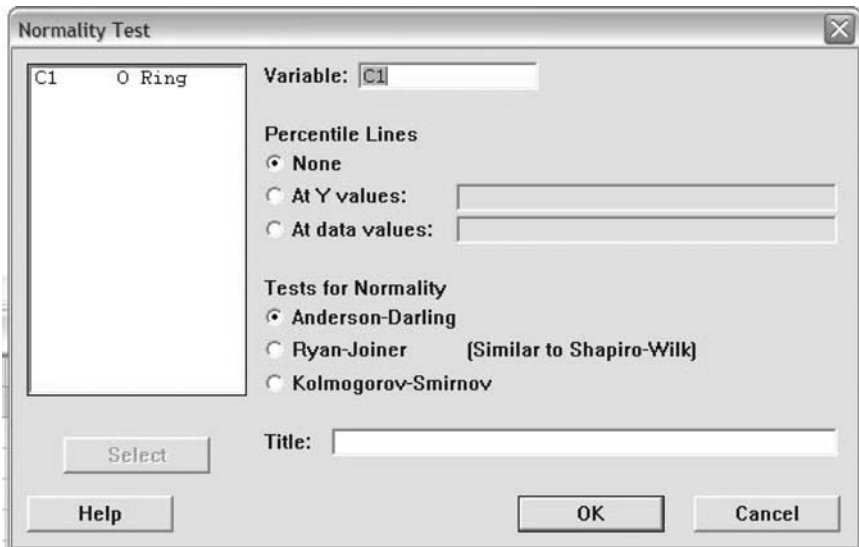 Normality Test
C1 O Ring
Variable: C1
Percentile Lines
None
At Y values:
At data values:
Tests for Normality
Anderson-Darling
Ryan-Joiner (Similar to Shapiro-Wilk)
Kolmogorov-Smirnov
Select
Title:
Help
OK
Cancel